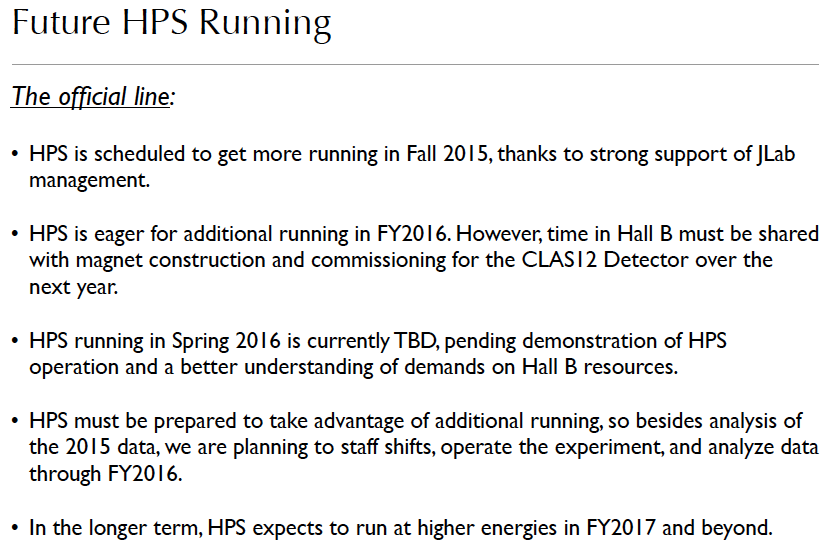 Future HPS Running
The official line:
• HPS is scheduled to get more running in Fall 2015, thanks to strong support of JLab
management.
• HPS is eager for additional running in FY2016. However, time in Hall B must be shared
with magnet construction and commissioning for the CLAS12 Detector over the
next year.
• HPS running in Spring 2016 is currently TBD, pending demonstration of HPS
operation and a better understanding of demands on Hall B resources.
• HPS must be prepared to take advantage of additional running, so besides analysis of
the 2015 data, we are planning to staff shifts, operate the experiment, and analyze data
through FY2016.
• In the longer term, HPS expects to run at higher energies in FY2017 and beyond.